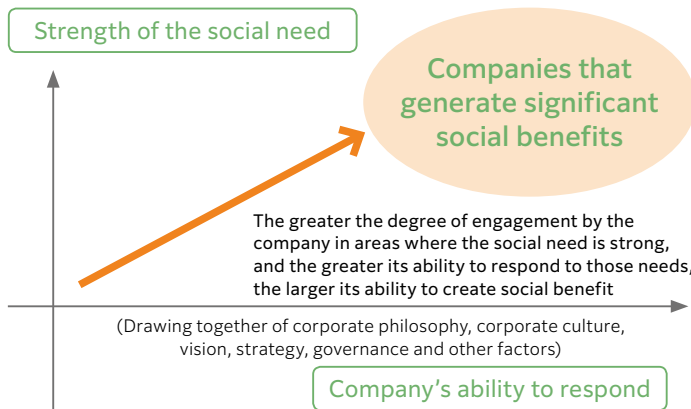 Strength of the social need
Companies that
generate significant
social benefits
The greater the degree of engagement by the
company in areas where the social need is strong,
and the greater its ability to respond to those needs,
the larger its ability to create social benefit
(Drawing together of corporate philosophy, corporate culture,
vision, strategy, governance and other factors)
Company’s ability to respond